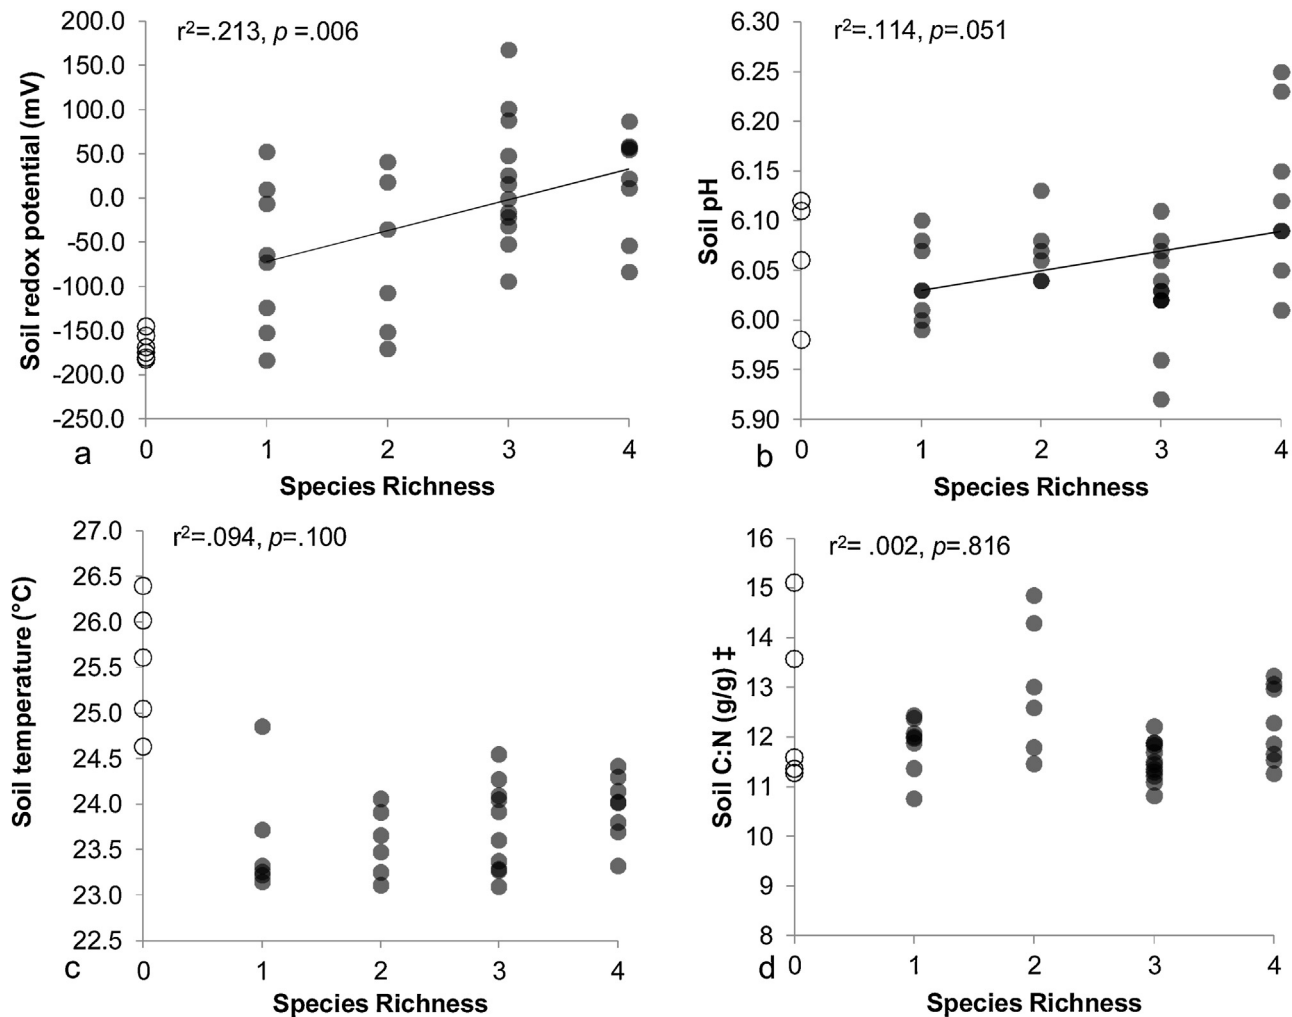 r²=.213, p =.006
Soil redox potential (mV)
200.0
150.0
100.0
50.0
0.0
-50.0
-100.0
-150.0
-200.0
-250.0
0 1 2 3 4
a
Species Richness
r²=.114, p=.051
Soil pH
6.30
6.25
6.20
6.15
6.10
6.05
6.00
5.95
5.90
0 1 2 3 4
b
Species Richness
r²=.094, p=.100
Soil temperature (°C)
27.0
26.5
26.0
25.5
25.0
24.5
24.0
23.5
23.0
22.5
c 0 1 2 3 4
Species Richness
r²= .002, p=.816
Soil C:N (g/g) ‡
16
15
14
13
12
11
10
9
8
d 0 1 2 3 4
Species Richness